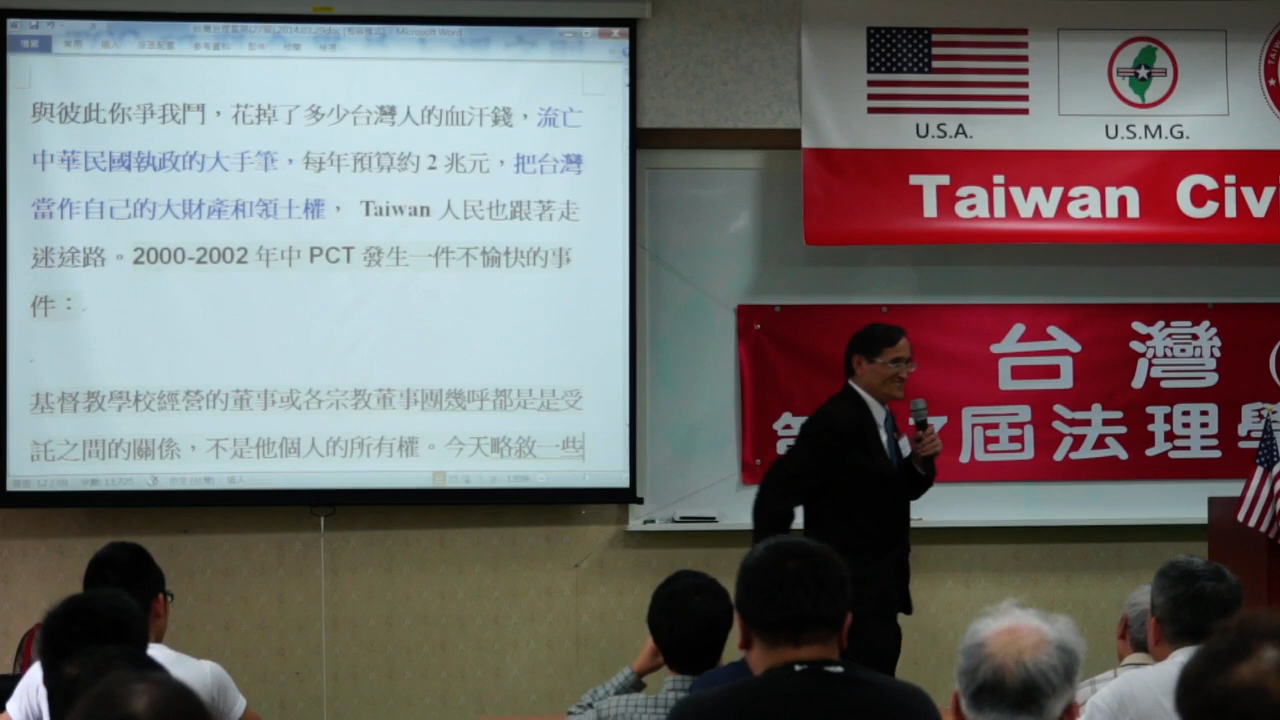 與彼此你爭我鬥，花掉了多少台灣人的血汗錢，流亡
中華民國執政的大手筆，每年預算約 2 兆元，把台灣
當作自己的大財產和領土權， Taiwan 人民也跟著走
迷途路。2000-2002 年中 PCT 發生一件不愉快的事
件：
基督教學校經營的董事或各宗教董事團幾呼都是是受
託之間的關係，不是他個人的所有權。今天略敘一些
U.S.A.
U.S.M.G.
Taiwan Civ
台灣
屆法理學